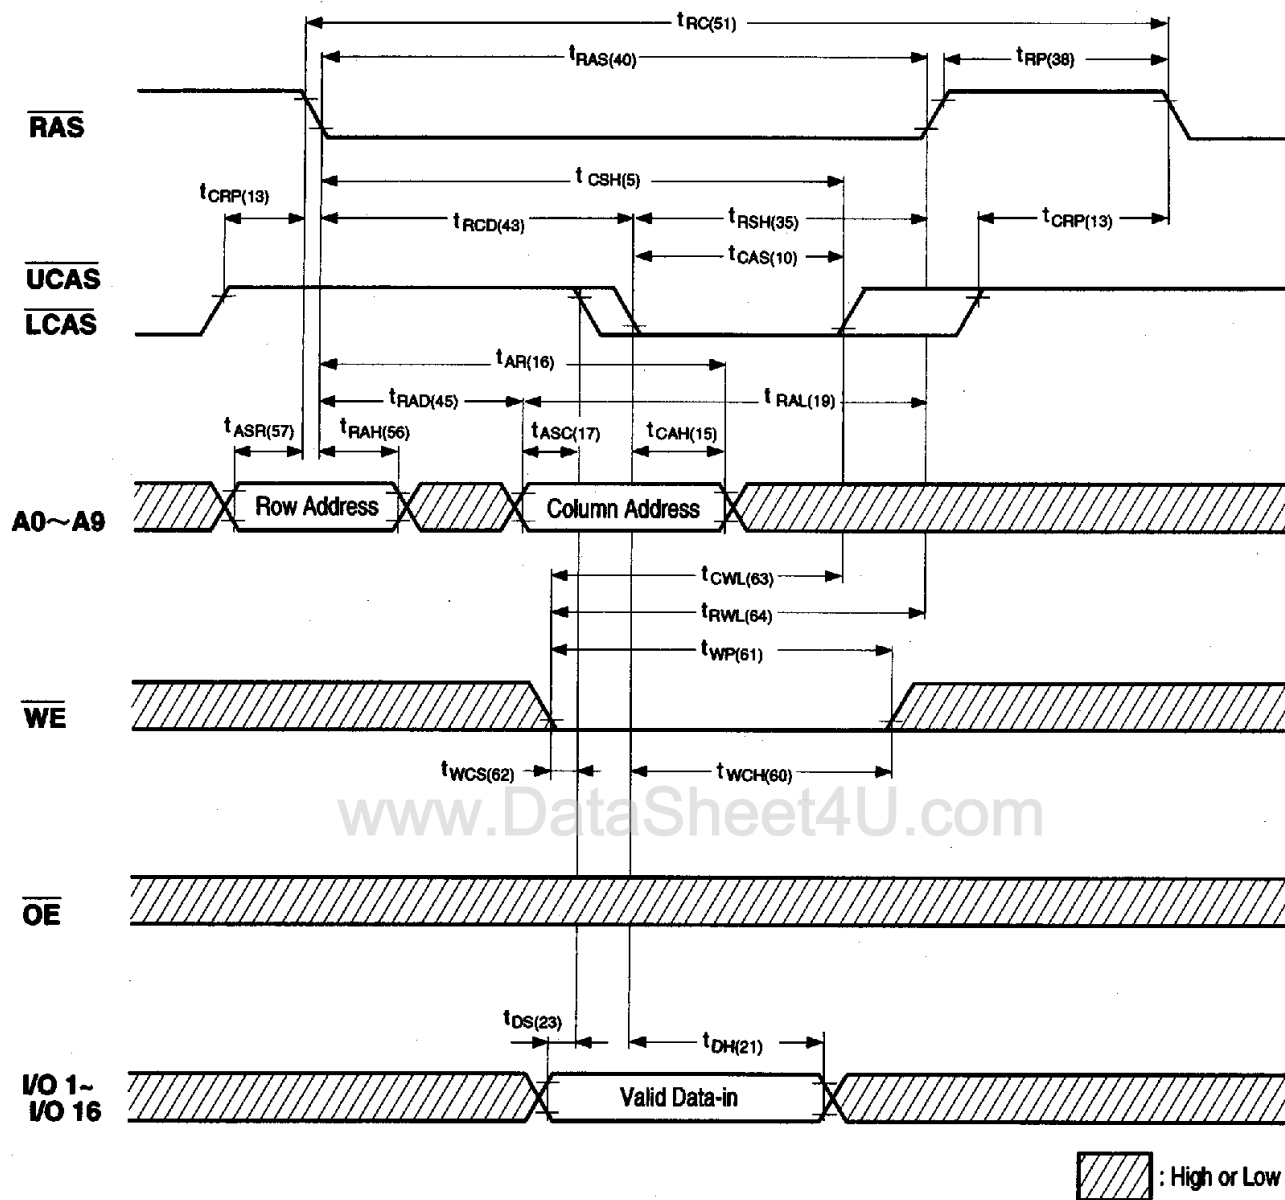 tRC(51)
tRAS(40)
tRP(38)
RAS
tCSH(5)
tCRP(13)
tRCD(43)
tRSH(35)
tCRP(13)
tCAS(10)
UCAS
LCAS
tAR(16)
tRAD(45)
tRAL(19)
tASR(57)
tRAH(56)
tASC(17)
tCAH(15)
A0~A9
Row Address
Column Address
tCWL(63)
tRWL(64)
tWP(61)
WE
tWCS(62)
tWCH(60)
www.DataSheet4U.com
OE
tDS(23)
tDH(21)
I/O 1~
I/O 16
Valid Data-in
: High or Low